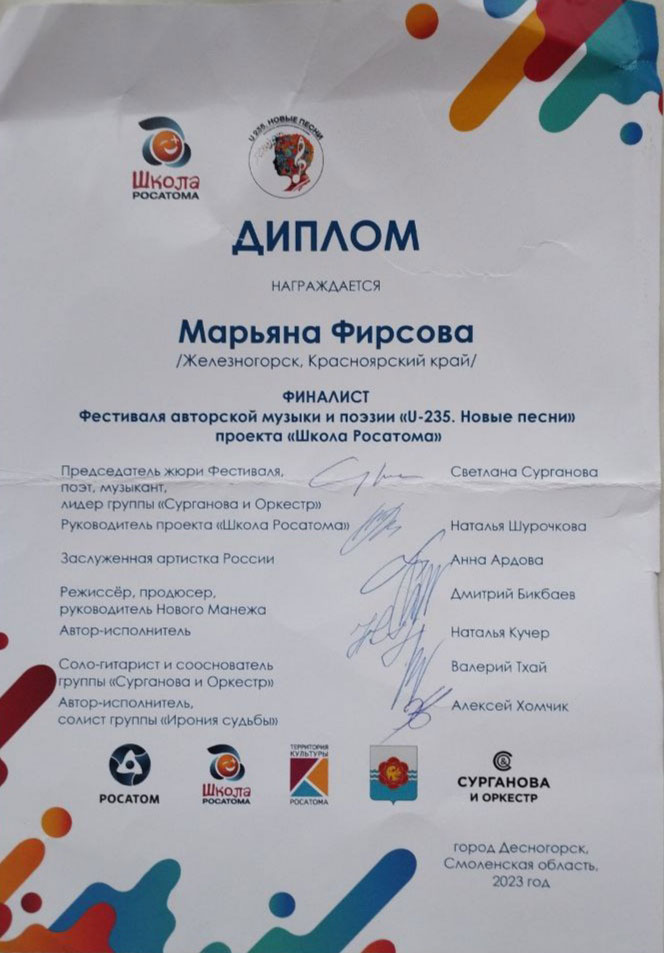 Школа
РОСАТОМА
U 235. НОВЫЕ ПЕСНИ
ДИПЛОМ
НАГРАЖДАЕТСЯ
Марьяна Фирсова
/Железногорск, Красноярский край/
ФИНАЛИСТ
Фестиваля авторской музыки и поэзии «U-235. Новые песни»
проекта «Школа Росатома»
Председатель жюри Фестиваля,
поэт, музыкант,
лидер группы «Сурганова и Оркестр»
Светлана Сурганова
Руководитель проекта «Школа Росатома»
Наталья Шурочкова
Заслуженная артистка России
Анна Ардова
Режиссёр, продюсер,
руководитель Нового Манежа
Дмитрий Бикбаев
Автор-исполнитель
Наталья Кучер
Соло-гитарист и сооснователь
группы «Сурганова и Оркестр»
Валерий Тхай
Автор-исполнитель,
солист группы «Ирония судьбы»
Алексей Хомчик
РОСАТОМ
Школа
РОСАТОМА
ТЕРРИТОРИЯ
КУЛЬТУРЫ
РОСАТОМА
СУРГАНОВА
И ОРКЕСТР
город Десногорск,
Смоленская область,
2023 год